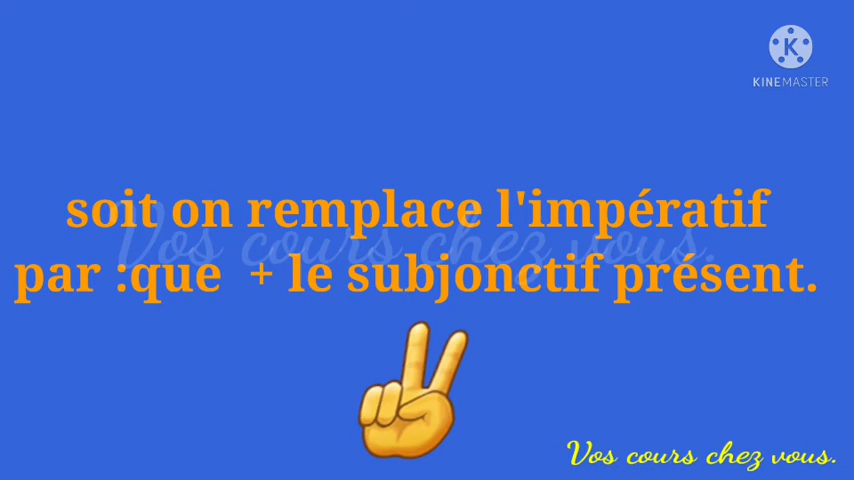 KINEMASTER
soit on remplace l'impératif
Vos cours chez vous.
par :que + le subjonctif présent.
Vos cours chez vous.